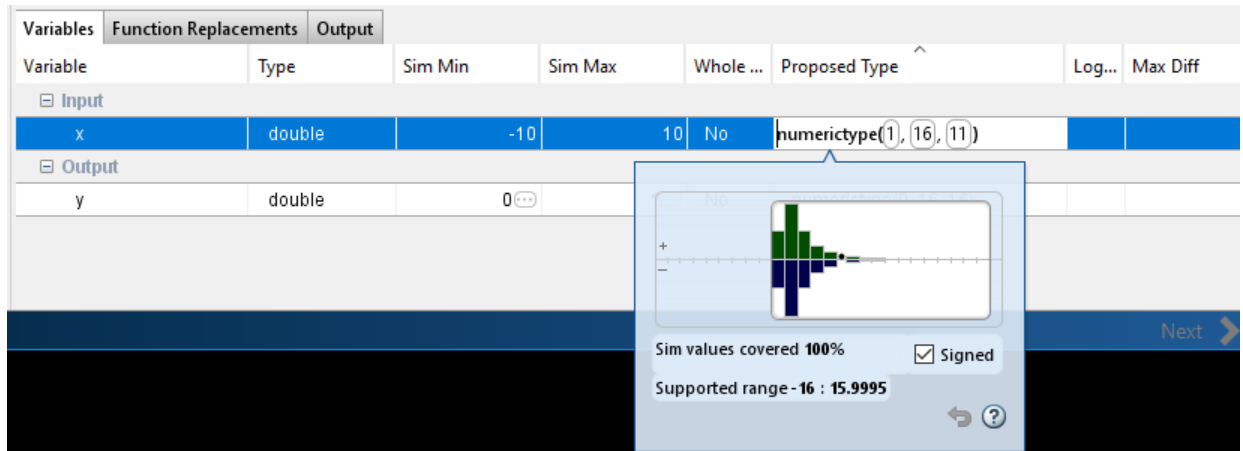 Variables Function Replacements Output
Variable Type Sim Min Sim Max Whole ... Proposed Type Log... Max Diff
Input
x double -10 10 No numerictype(1, 16, 11)
Output
y double 0 No
+
−
Sim values covered 100% Signed
Supported range -16 : 15.9995
Next